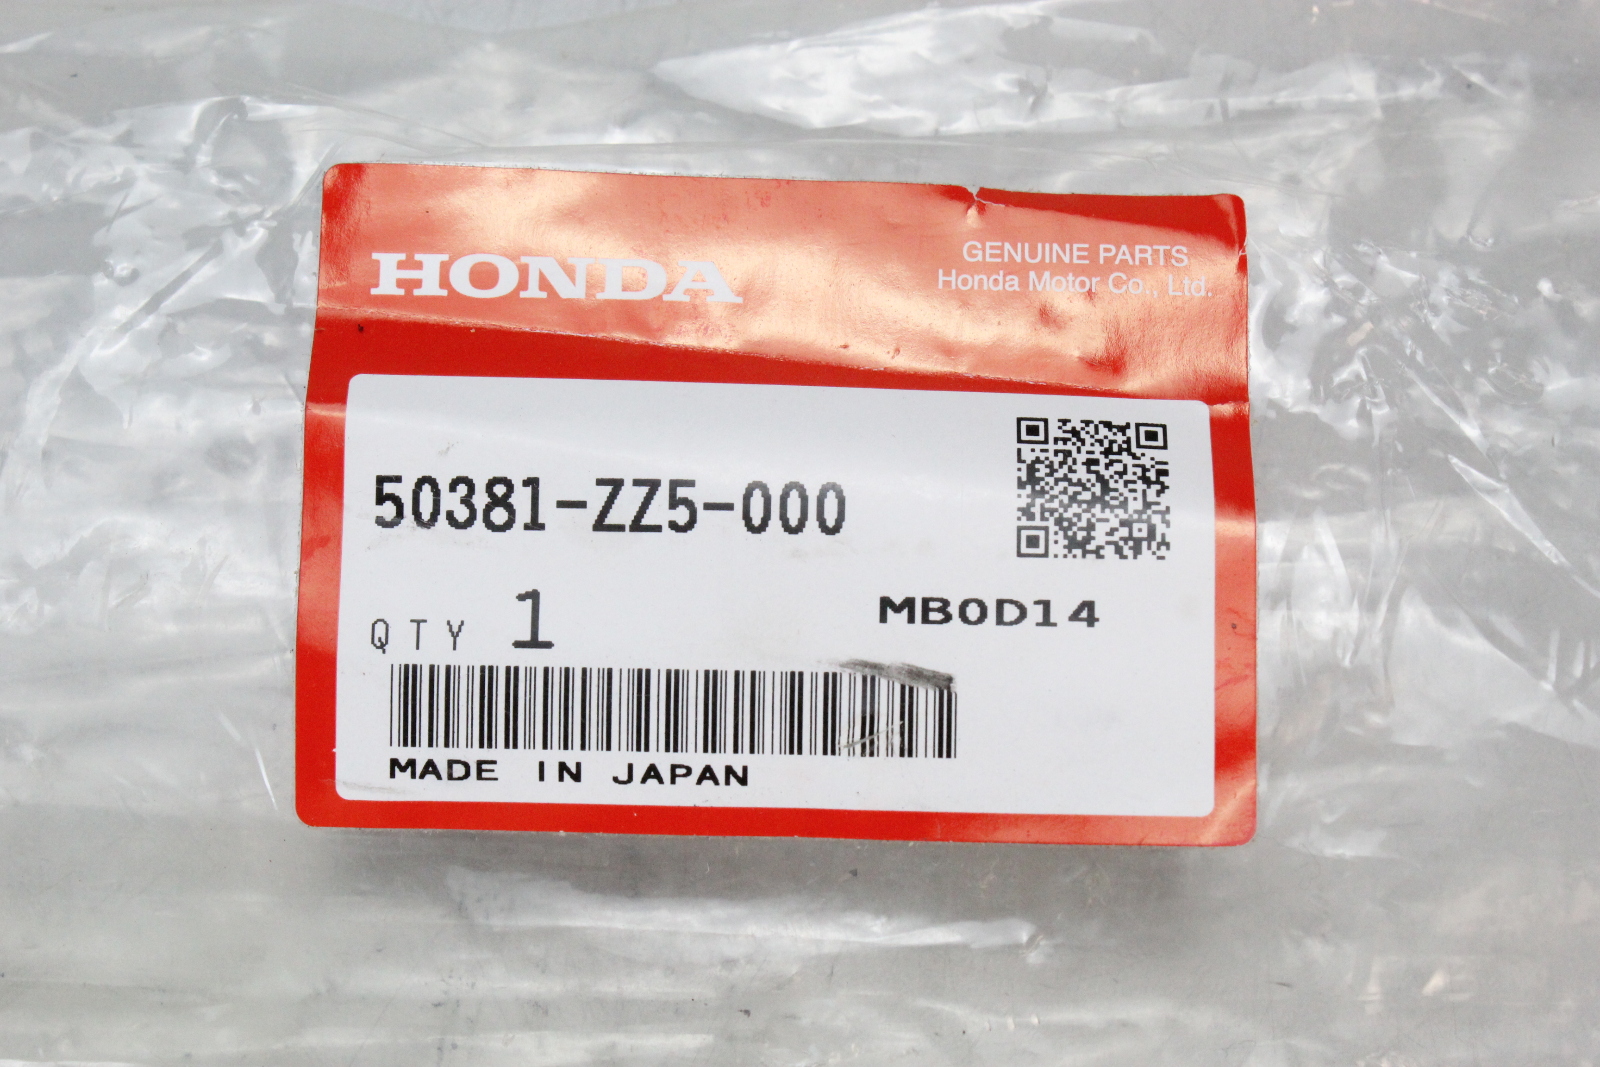 HONDA
GENUINE PARTS
Honda Motor Co., Ltd.
50381-ZZ5-000
QTY 1
MB0D14
MADE IN JAPAN